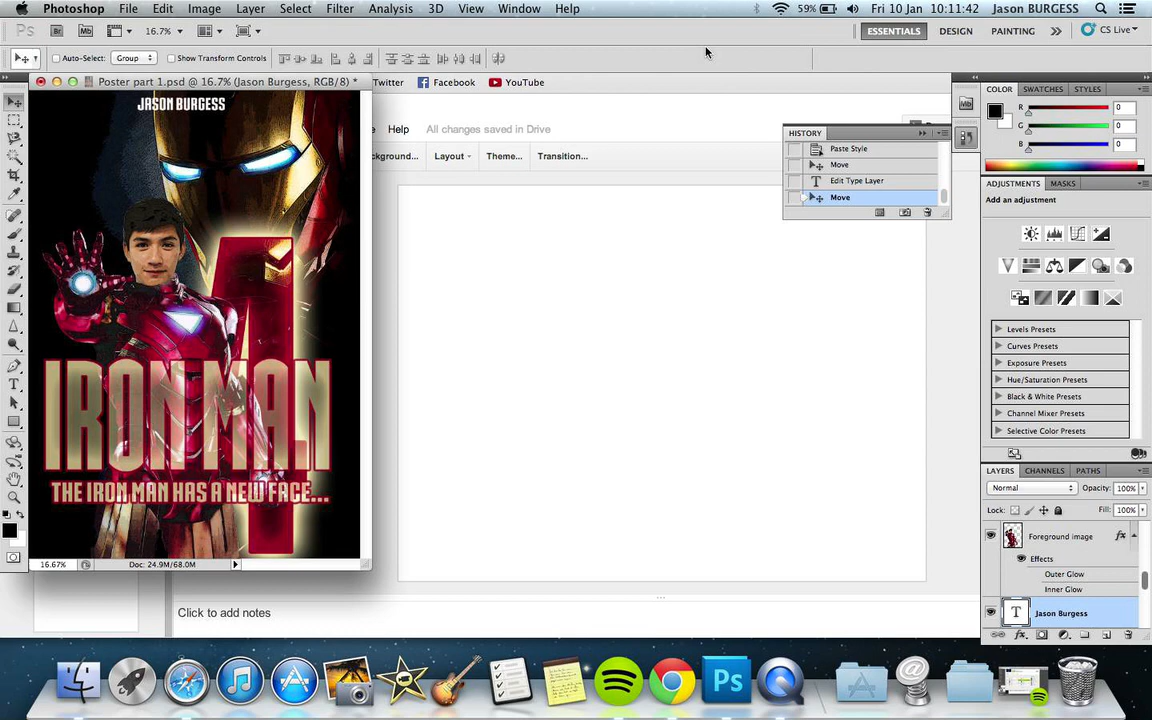 Photoshop File Edit Image Layer Select Filter Analysis 3D View Window Help 59% Fri 10 Jan 10:11:42 Jason BURGESS
Ps Br Mb 16.7% ESSENTIALS DESIGN PAINTING CS Live
Auto-Select: Group Show Transform Controls
Poster part 1.psd @ 16.7% (Jason Burgess, RGB/8) *
Twitter Facebook YouTube
JASON BURGESS
IRON MAN
THE IRON MAN HAS A NEW FACE...
16.67% Doc: 24.9M/68.0M
Help All changes saved in Drive
Layout Theme... Transition...
Click to add notes
HISTORY
Paste Style
Move
Edit Type Layer
Move
Mb
COLOR SWATCHES STYLES
R 0
G 0
B 0
ADJUSTMENTS MASKS
Add an adjustment
Levels Presets
Curves Presets
Exposure Presets
Hue/Saturation Presets
Black & White Presets
Channel Mixer Presets
Selective Color Presets
LAYERS CHANNELS PATHS
Normal Opacity: 100%
Lock: Fill: 100%
Foreground image fx
Effects
Outer Glow
Inner Glow
T Jason Burgess
Ps